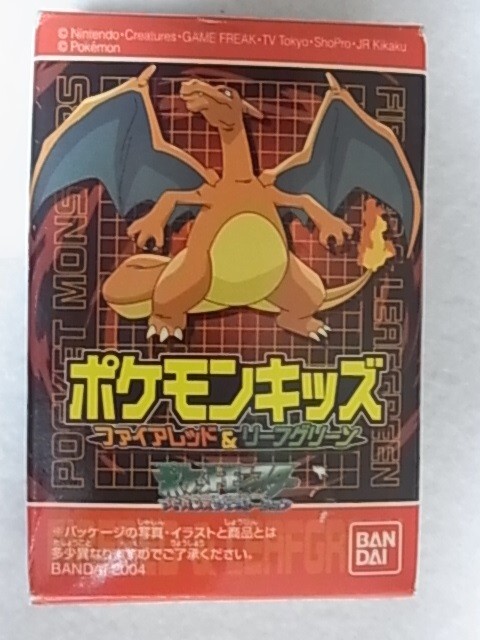 © Nintendo・Creatures・GAME FREAK・TV Tokyo・ShoPro・JR Kikaku
© Pokémon
POCKET MONSTERS
FIRERED & LEAFGREEN
ポケモンキッズ
ファイアレッド&リーフグリーン
※パッケージの写真・イラストと商品とは
多少異なりますのでご了承ください。
BANDAI 2004
BAN
DAI